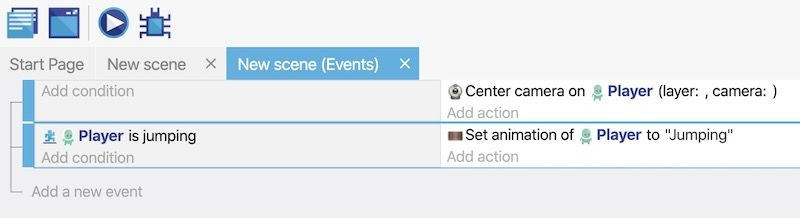 Start Page
New scene
New scene (Events)
Add condition
Center camera on Player (layer: , camera: )
Add action
Player is jumping
Set animation of Player to "Jumping"
Add condition
Add action
Add a new event